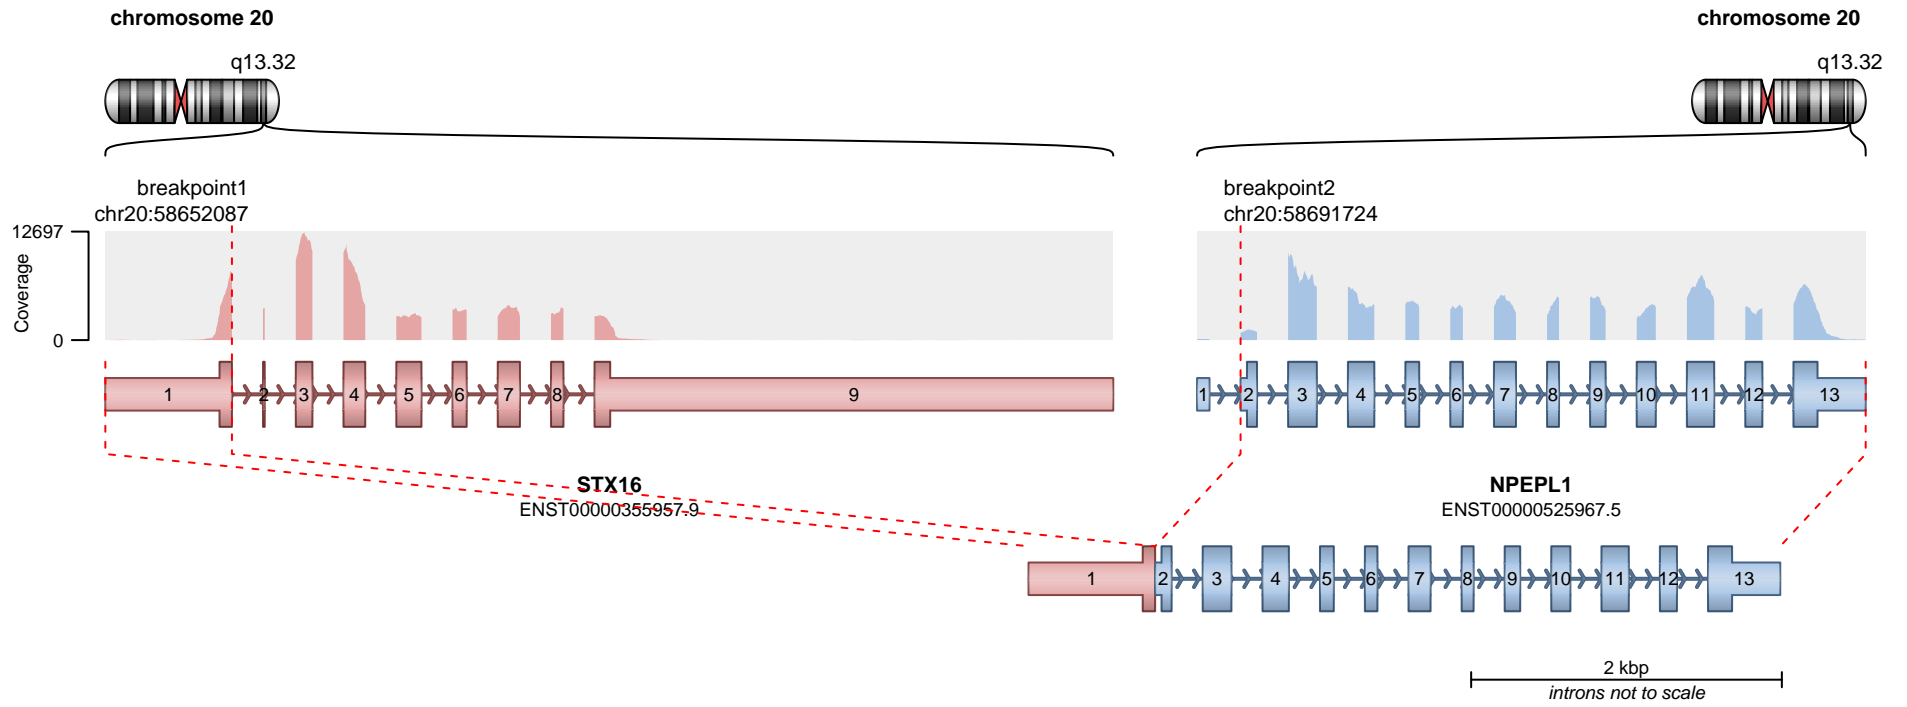 chromosome 20
chromosome 20
q13.32
q13.32
breakpoint1
chr20:58652087
breakpoint2
chr20:58691724
12697
Coverage
0
1 2 3 4 5 6 7 8 9
1 2 3 4 5 6 7 8 9 10 11 12 13
STX16
ENST00000355957.9
NPEPL1
ENST00000525967.5
1 2 3 4 5 6 7 8 9 10 11 12 13
2 kbp
introns not to scale